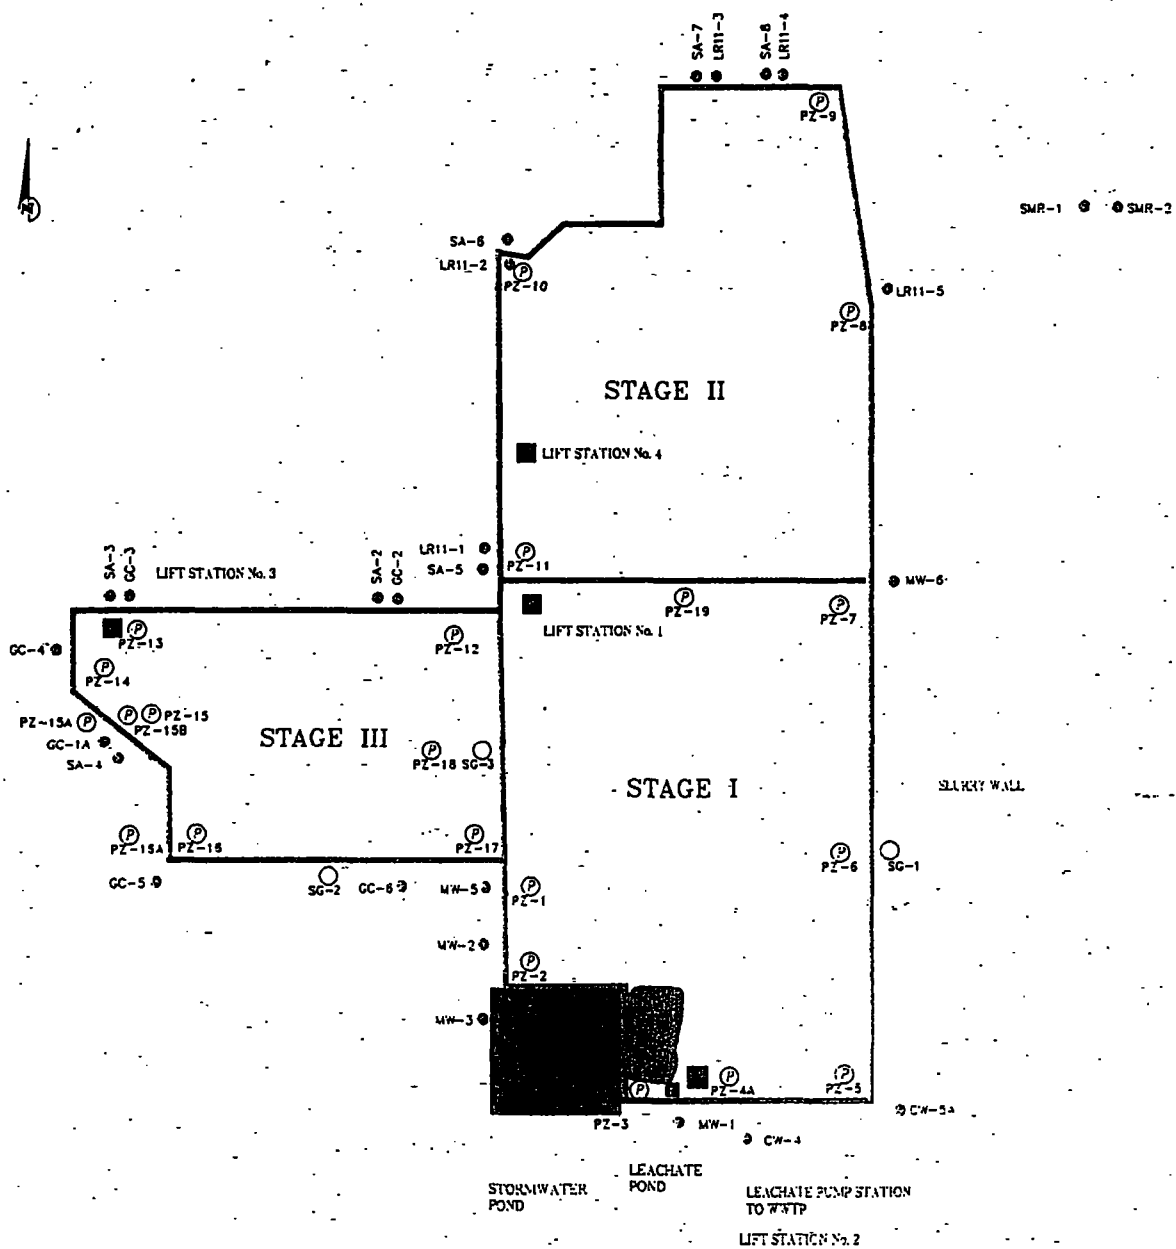 SA-7
LR11-3
SA-8
LR11-4
P
PZ-9
N
SMR-1
SMR-2
SA-6
LR11-2
P
PZ-10
LR11-5
P
PZ-8
STAGE II
LIFT STATION No. 4
LR11-1
SA-5
P
PZ-11
SA-3
GC-3
LIFT STATION No. 3
SA-2
GC-2
MW-6
P
PZ-19
P
PZ-7
LIFT STATION No. 1
GC-4
P
PZ-13
P
PZ-12
P
PZ-14
PZ-15A
P
P
P
PZ-15
PZ-15B
GC-1A
SA-4
STAGE III
P
PZ-18
SG-3
STAGE I
SLURRY WALL
P
PZ-15A
P
PZ-16
P
PZ-17
P
PZ-6
SG-1
GC-5
SG-2
GC-6
MW-5
P
PZ-1
MW-2
P
PZ-2
MW-3
P
PZ-3
P
PZ-4A
P
PZ-5
MW-1
CW-5A
CW-4
STORMWATER
POND
LEACHATE
POND
LEACHATE PUMP STATION
TO WWTP
LIFT STATION No. 2